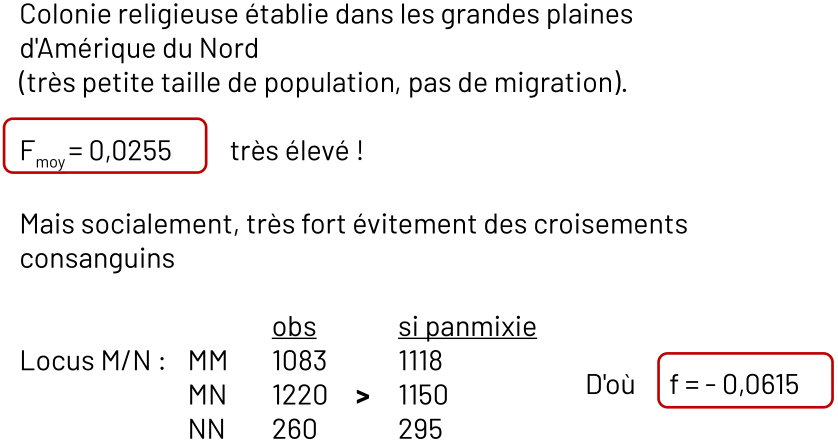 Colonie religieuse établie dans les grandes plaines
d'Amérique du Nord
(très petite taille de population, pas de migration).
Fmoy = 0,0255 très élevé !
Mais socialement, très fort évitement des croisements
consanguins
obs si panmixie
Locus M/N : MM 1083 1118
MN 1220 > 1150
D'où f = - 0,0615
NN 260 295